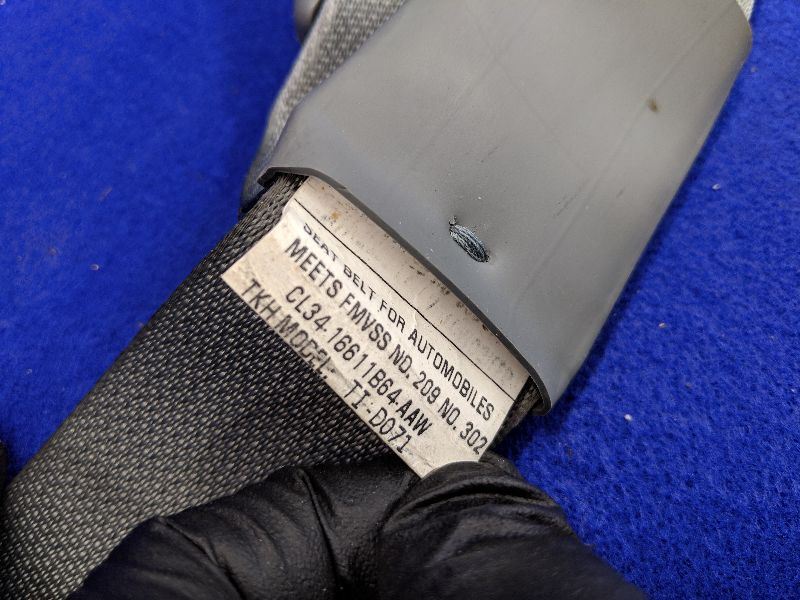 SEAT BELT FOR AUTOMOBILES
MEETS FMVSS NO. 209 NO. 302
CL34.16611B64.AAW
TKH MODEL- TI-D071